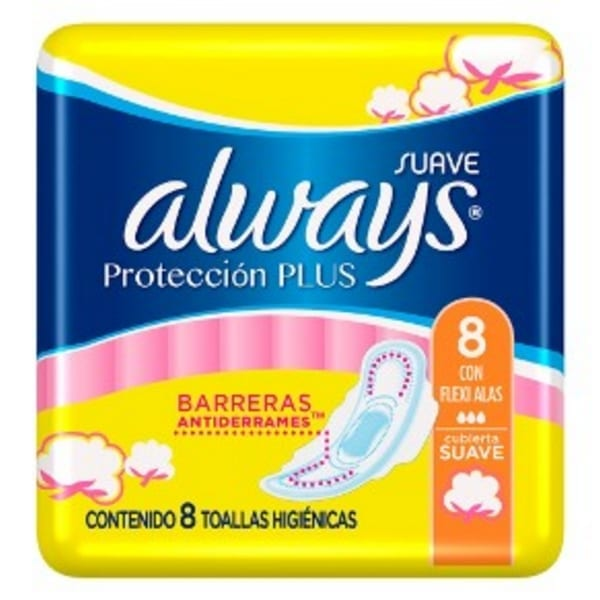 SUAVE
always®
Protección PLUS
8
CON
FLEXI ALAS
BARRERAS
ANTIDERRAMES™
cubierta
SUAVE
CONTENIDO 8 TOALLAS HIGIÉNICAS